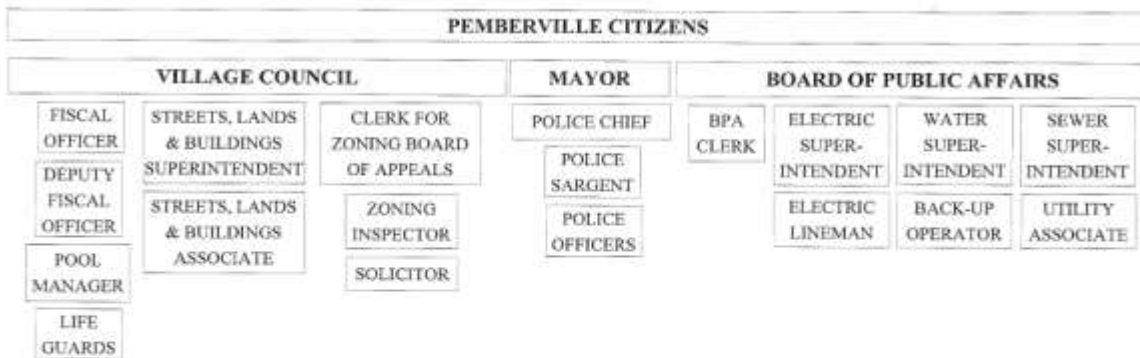 PEMBERVILLE CITIZENS
VILLAGE COUNCIL
FISCAL
OFFICER
DEPUTY
FISCAL
OFFICER
POOL
MANAGER
LIFE
GUARDS
STREETS, LANDS
& BUILDINGS
SUPERINTENDENT
STREETS, LANDS
& BUILDINGS
ASSOCIATE
CLERK FOR
ZONING BOARD
OF APPEALS
ZONING
INSPECTOR
SOLICITOR
MAYOR
POLICE CHIEF
POLICE
SARGENT
POLICE
OFFICERS
BOARD OF PUBLIC AFFAIRS
BPA
CLERK
ELECTRIC
SUPER-
INTENDENT
ELECTRIC
LINEMAN
WATER
SUPER-
INTENDENT
BACK-UP
OPERATOR
SEWER
SUPER-
INTENDENT
UTILITY
ASSOCIATE